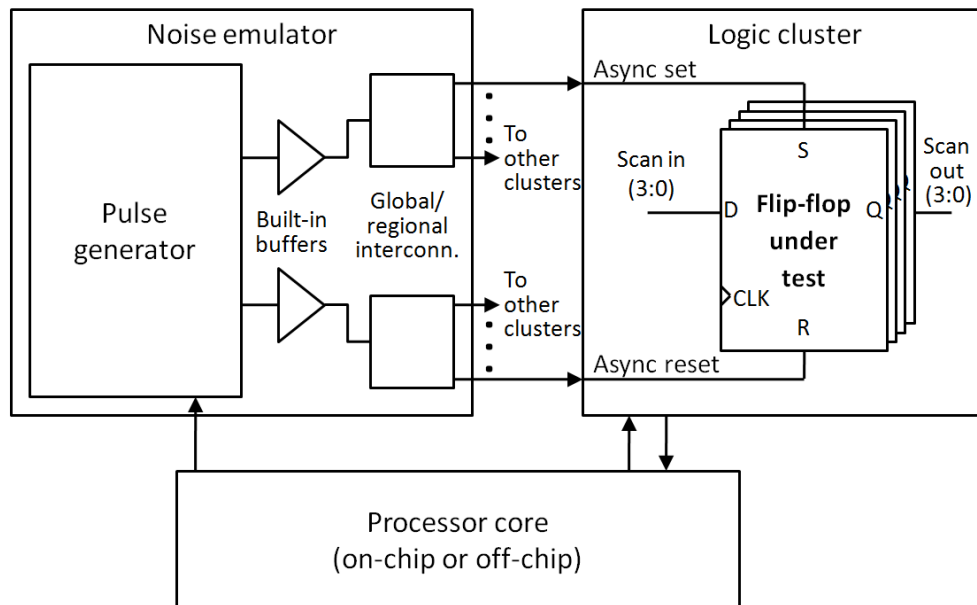 Noise emulator
Pulse
generator
Built-in
buffers
Global/
regional
interconn.
To
other
clusters
To
other
clusters
Logic cluster
Async set
Scan in
(3:0)
S
D
Flip-flop
under
test
Q
Q
Q
Q
CLK
R
Scan
out
(3:0)
Async reset
Processor core
(on-chip or off-chip)